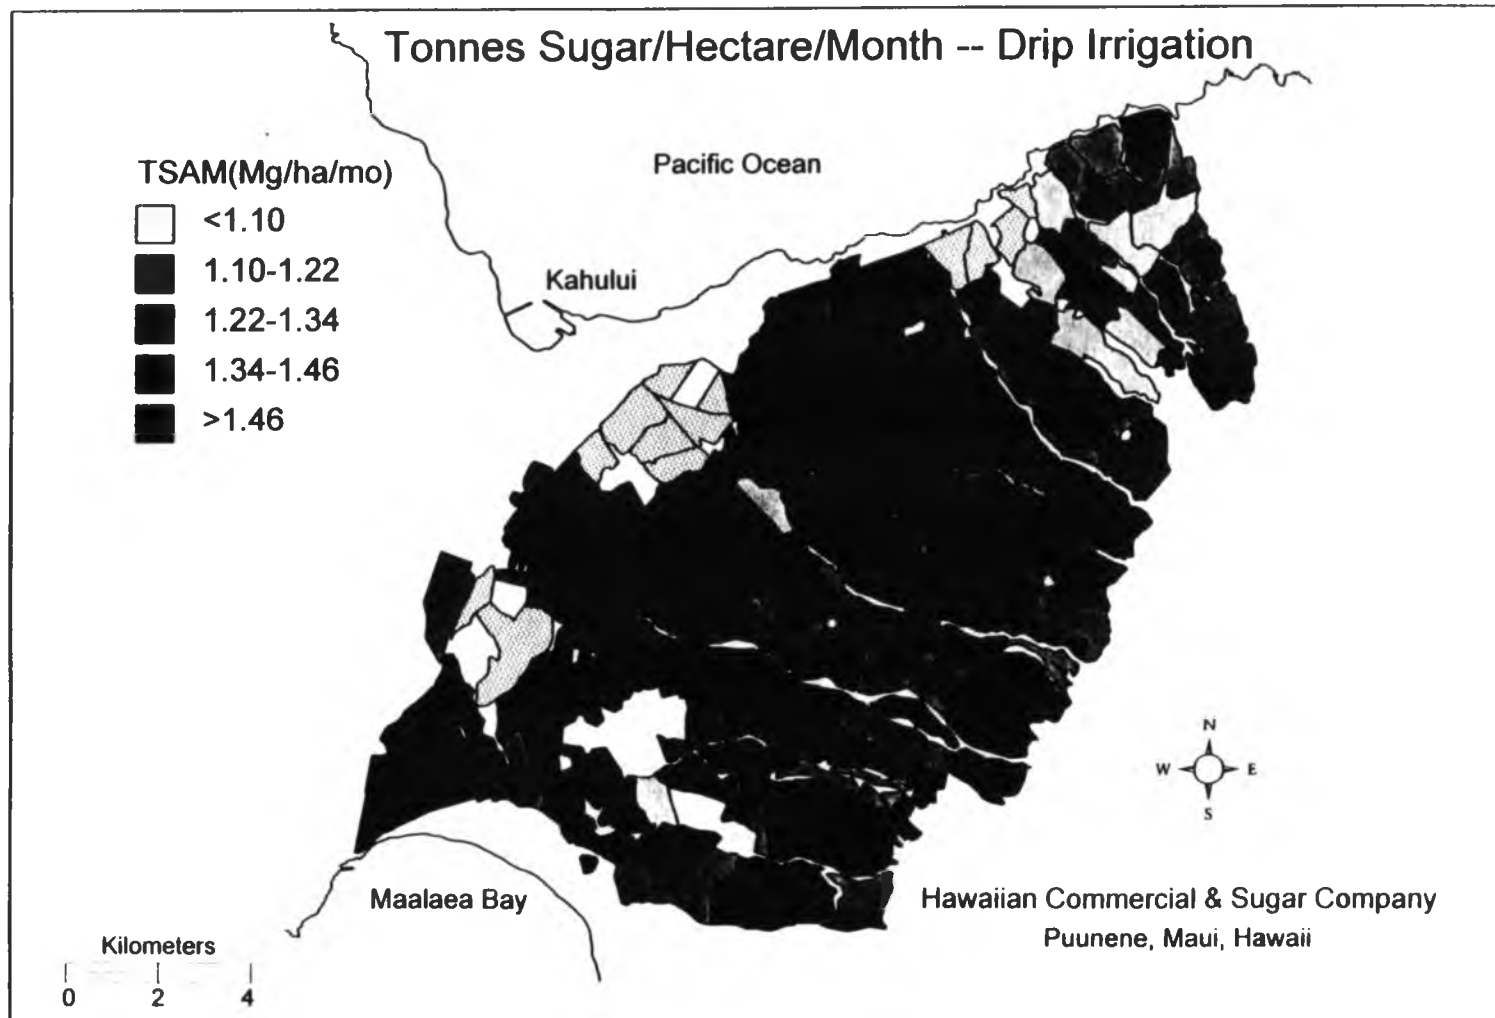 Tonnes Sugar/Hectare/Month -- Drip Irrigation
Pacific Ocean
TSAM(Mg/ha/mo)
<1.10
1.10-1.22
1.22-1.34
1.34-1.46
>1.46
Kahului
N
W E
S
Maalaea Bay
Hawaiian Commercial & Sugar Company
Puunene, Maui, Hawaii
Kilometers
0 2 4